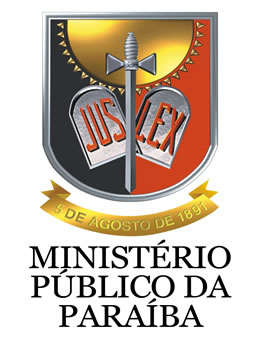 JUS LEX
5 DE AGOSTO DE 1891
MINISTÉRIO
PÚBLICO DA
PARAÍBA